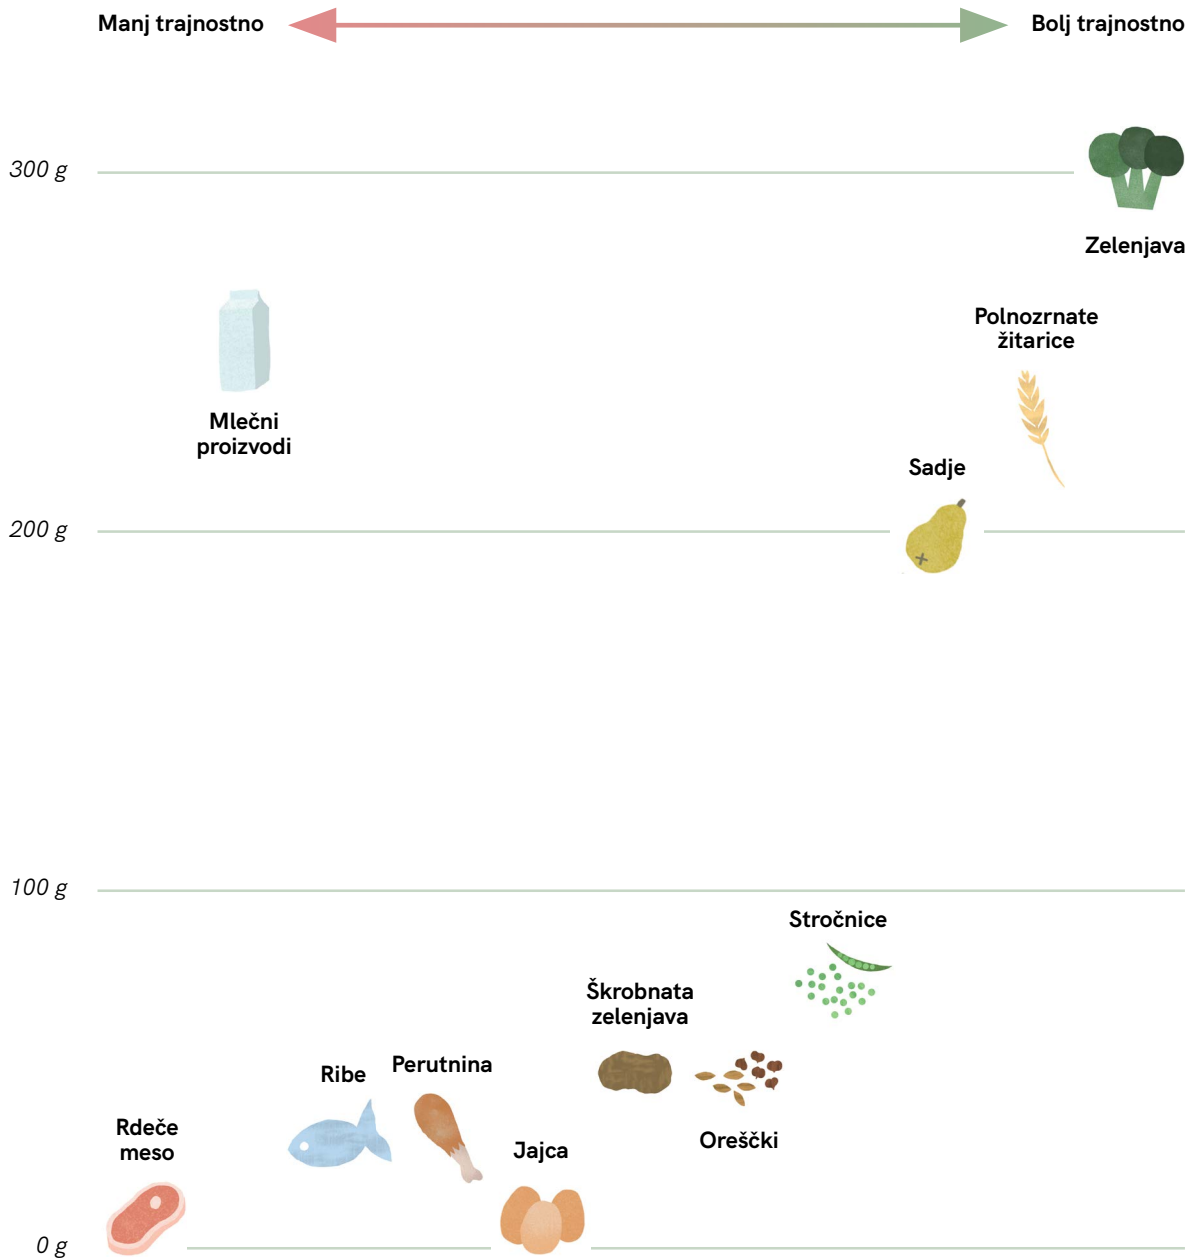 Manj trajnostno
Bolj trajnostno
300 g
Zelenjava
Polnozrnate
žitarice
Mlečni
proizvodi
Sadje
200 g
100 g
Stročnice
Škrobnata
zelenjava
Perutnina
Ribe
Rdeče
meso
Oreščki
Jajca
0 g